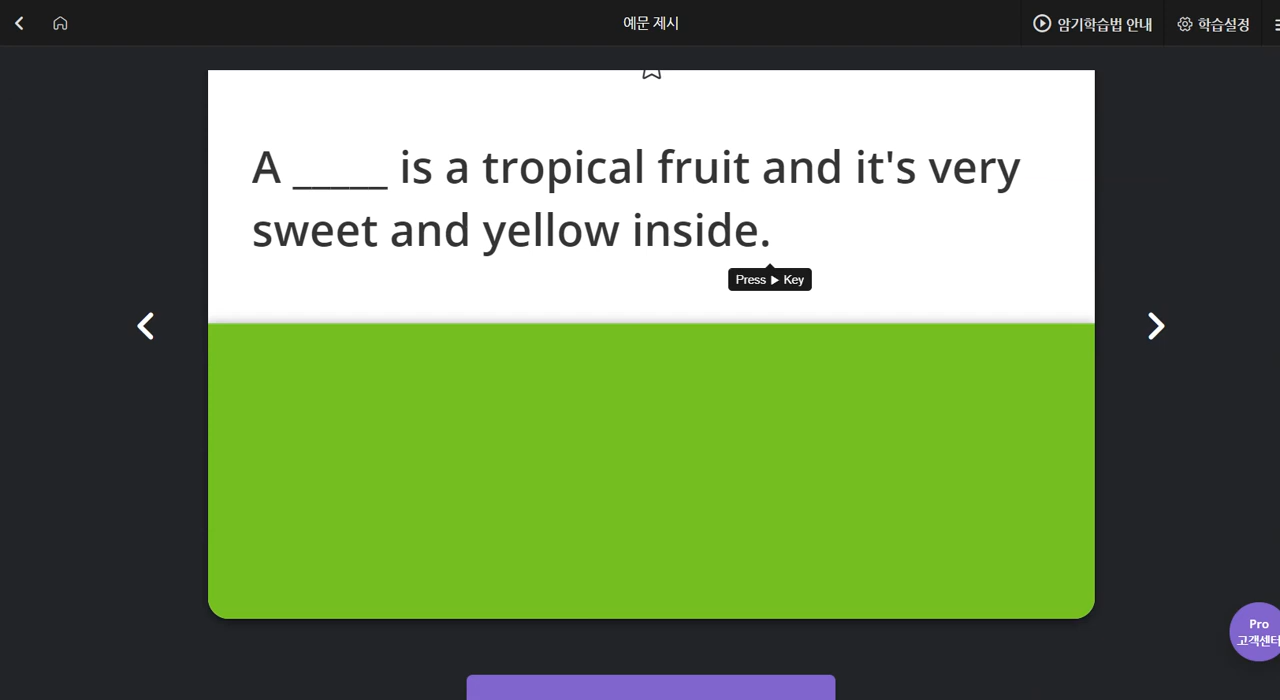 예문 제시
암기학습법 안내
학습설정
A _____ is a tropical fruit and it's very
sweet and yellow inside.
Press ▶ Key
Pro
고객센터